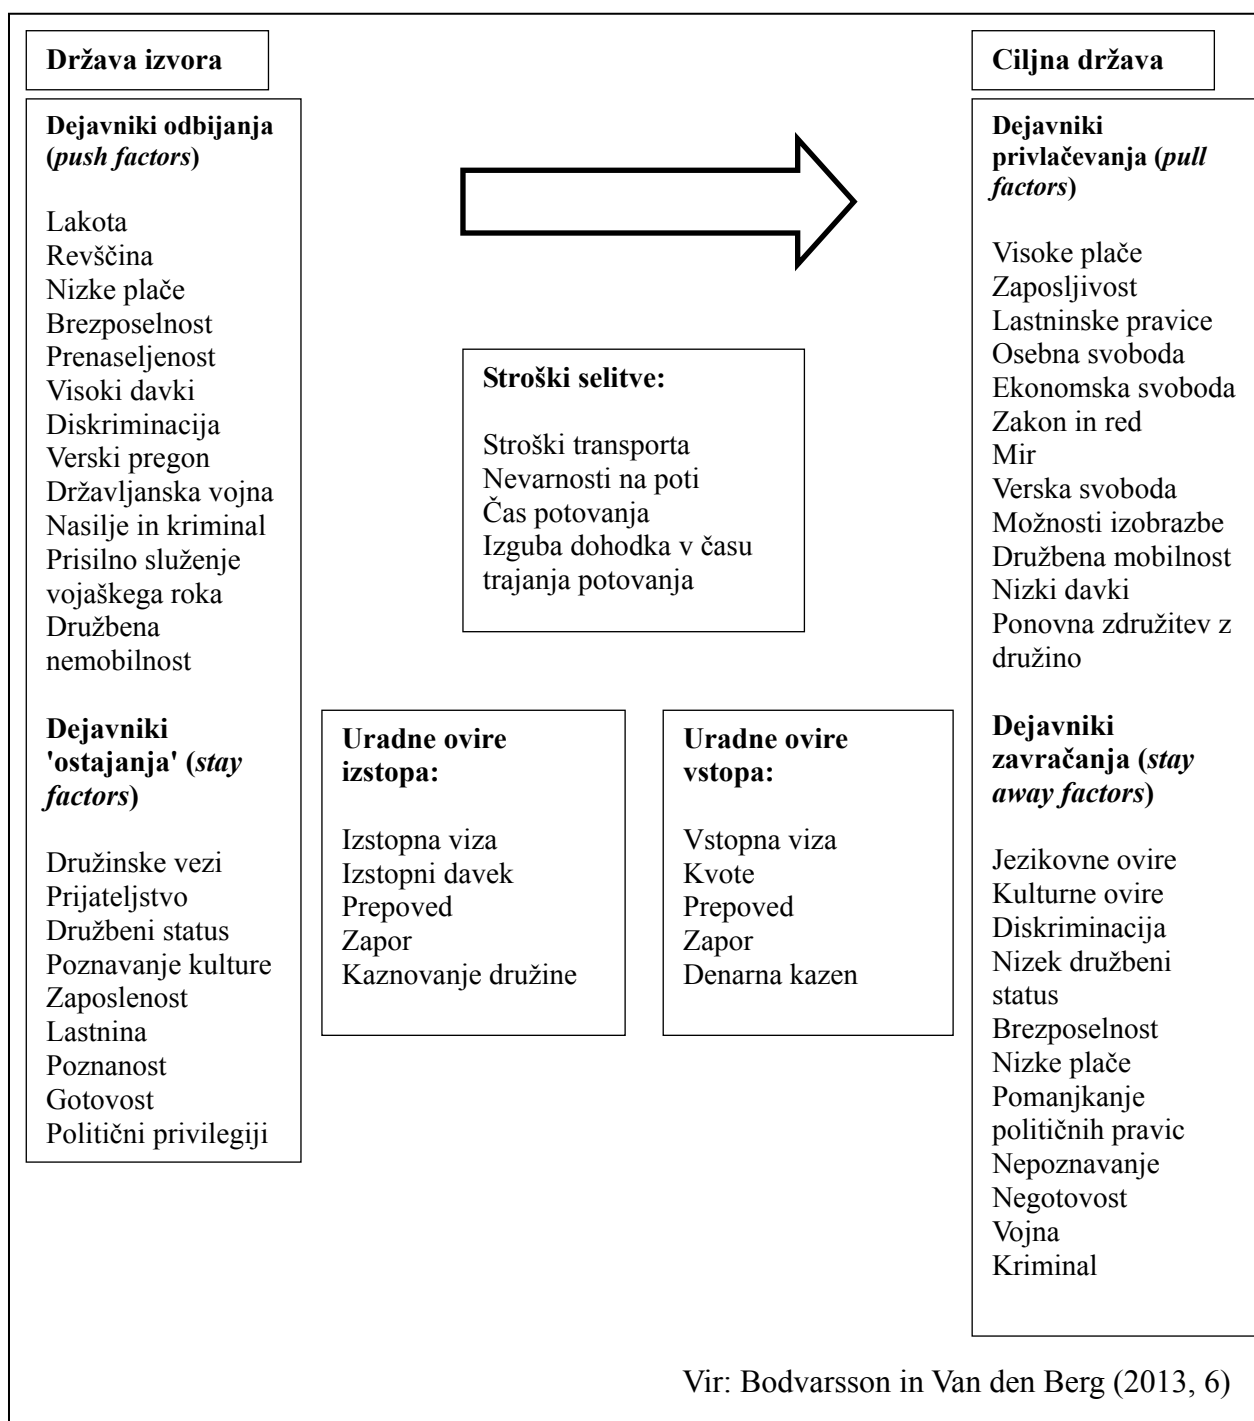 Država izvora
Dejavniki odbijanja
(push factors)
Lakota
Revščina
Nizke plače
Brezposelnost
Prenaseljenost
Visoki davki
Diskriminacija
Verski pregon
Državljanska vojna
Nasilje in kriminal
Prisilno služenje
vojaškega roka
Družbena
nemobilnost
Dejavniki
'ostajanja' (stay
factors)
Družinske vezi
Prijateljstvo
Družbeni status
Poznavanje kulture
Zaposlenost
Lastnina
Poznanost
Gotovost
Politični privilegiji
Stroški selitve:
Stroški transporta
Nevarnosti na poti
Čas potovanja
Izguba dohodka v času
trajanja potovanja
Uradne ovire
izstopa:
Izstopna viza
Izstopni davek
Prepoved
Zapor
Kaznovanje družine
Uradne ovire
vstopa:
Vstopna viza
Kvote
Prepoved
Zapor
Denarna kazen
Ciljna država
Dejavniki
privlačevanja (pull
factors)
Visoke plače
Zaposljivost
Lastninske pravice
Osebna svoboda
Ekonomska svoboda
Zakon in red
Mir
Verska svoboda
Možnosti izobrazbe
Družbena mobilnost
Nizki davki
Ponovna združitev z
družino
Dejavniki
zavračanja (stay
away factors)
Jezikovne ovire
Kulturne ovire
Diskriminacija
Nizek družbeni
status
Brezposelnost
Nizke plače
Pomanjkanje
političnih pravic
Nepoznavanje
Negotovost
Vojna
Kriminal
Vir: Bodvarsson in Van den Berg (2013, 6)